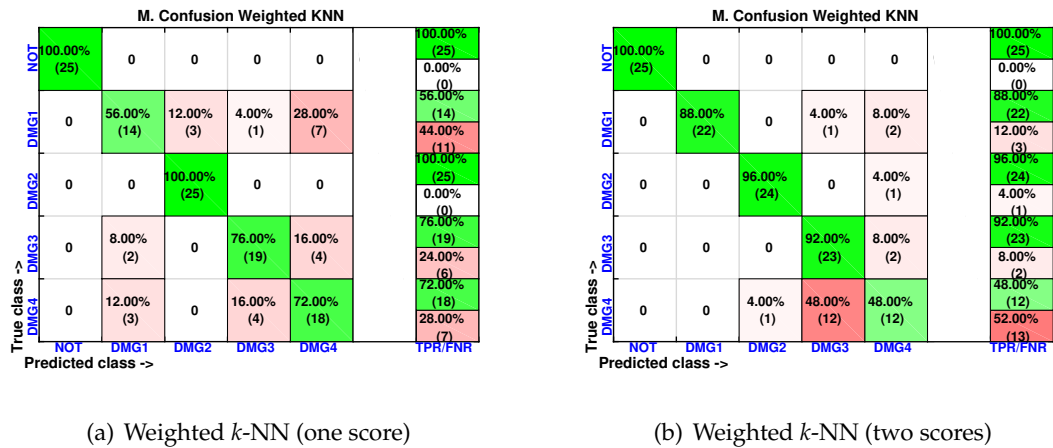 M. Confusion Weighted KNN
NOT 100.00% (25) 0 0 0 0 100.00% (25) 0.00% (0)
DMG1 0 56.00% (14) 12.00% (3) 4.00% (1) 28.00% (7) 56.00% (14) 44.00% (11)
DMG2 0 0 100.00% (25) 0 0 100.00% (25) 0.00% (0)
DMG3 0 8.00% (2) 0 76.00% (19) 16.00% (4) 76.00% (19) 24.00% (6)
DMG4 0 12.00% (3) 0 16.00% (4) 72.00% (18) 72.00% (18) 28.00% (7)
True class ->
NOT DMG1 DMG2 DMG3 DMG4 TPR/FNR
Predicted class ->
(a) Weighted k-NN (one score)
M. Confusion Weighted KNN
NOT 100.00% (25) 0 0 0 0 100.00% (25) 0.00% (0)
DMG1 0 88.00% (22) 0 4.00% (1) 8.00% (2) 88.00% (22) 12.00% (3)
DMG2 0 0 96.00% (24) 0 4.00% (1) 96.00% (24) 4.00% (1)
DMG3 0 0 0 92.00% (23) 8.00% (2) 92.00% (23) 8.00% (2)
DMG4 0 0 4.00% (1) 48.00% (12) 48.00% (12) 48.00% (12) 52.00% (13)
True class ->
NOT DMG1 DMG2 DMG3 DMG4 TPR/FNR
Predicted class ->
(b) Weighted k-NN (two scores)